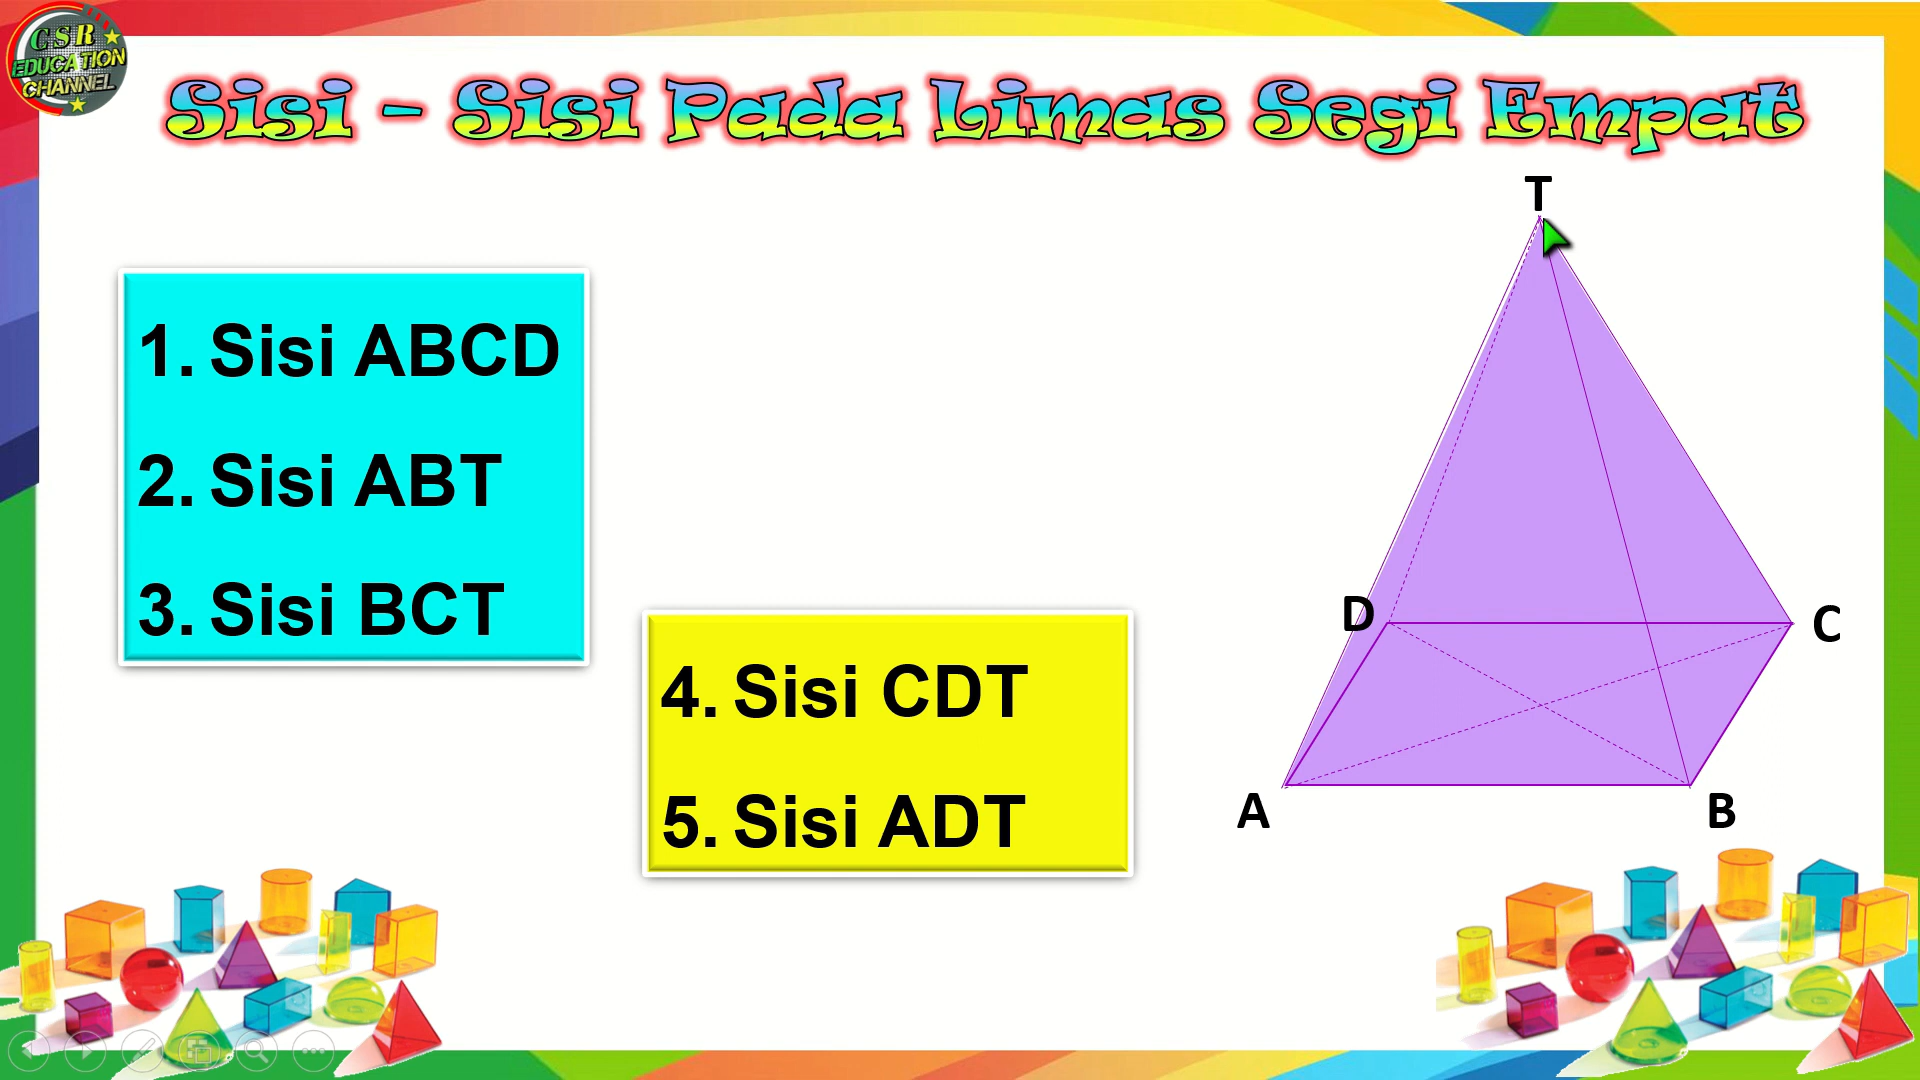 CSR
EDUCATION
CHANNEL
Sisi - Sisi Pada Limas Segi Empat
1. Sisi ABCD
2. Sisi ABT
3. Sisi BCT
4. Sisi CDT
5. Sisi ADT
T
D
C
A
B